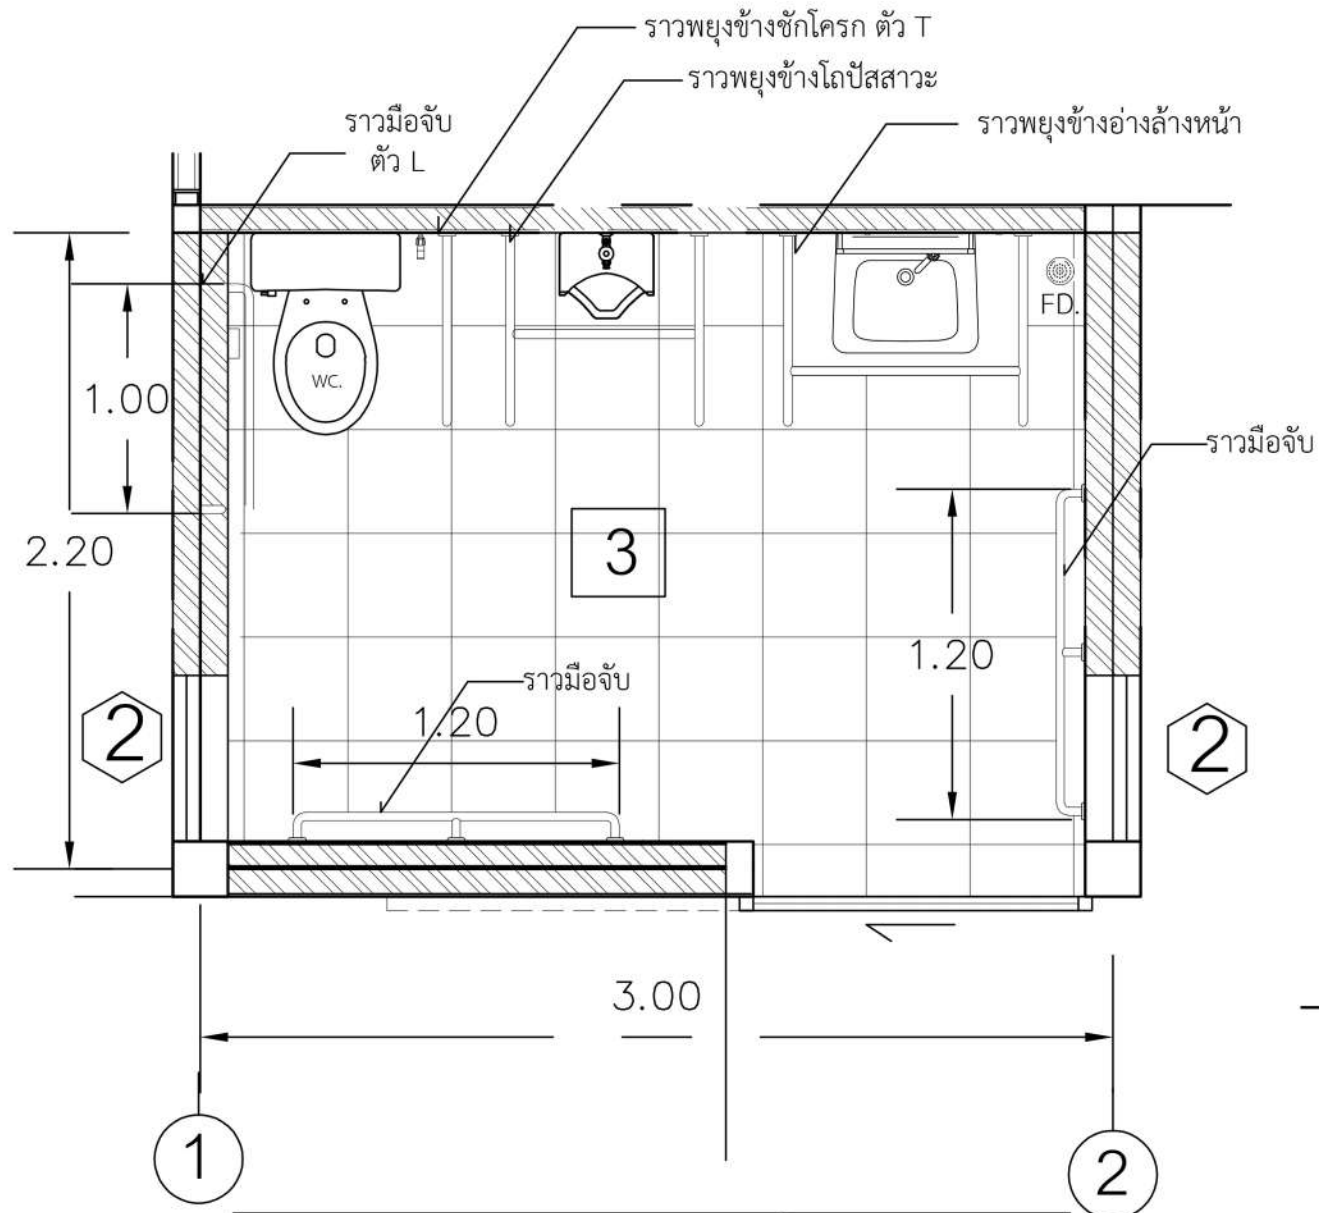 ราวพยุงข้างชักโครก ตัว T
ราวพยุงข้างโถปัสสาวะ
ราวมือจับ
ตัว L
ราวพยุงข้างอ่างล้างหน้า
FD.
WC.
1.00
ราวมือจับ
3
2.20
1.20
ราวมือจับ
1.20
2
2
3.00
1
2